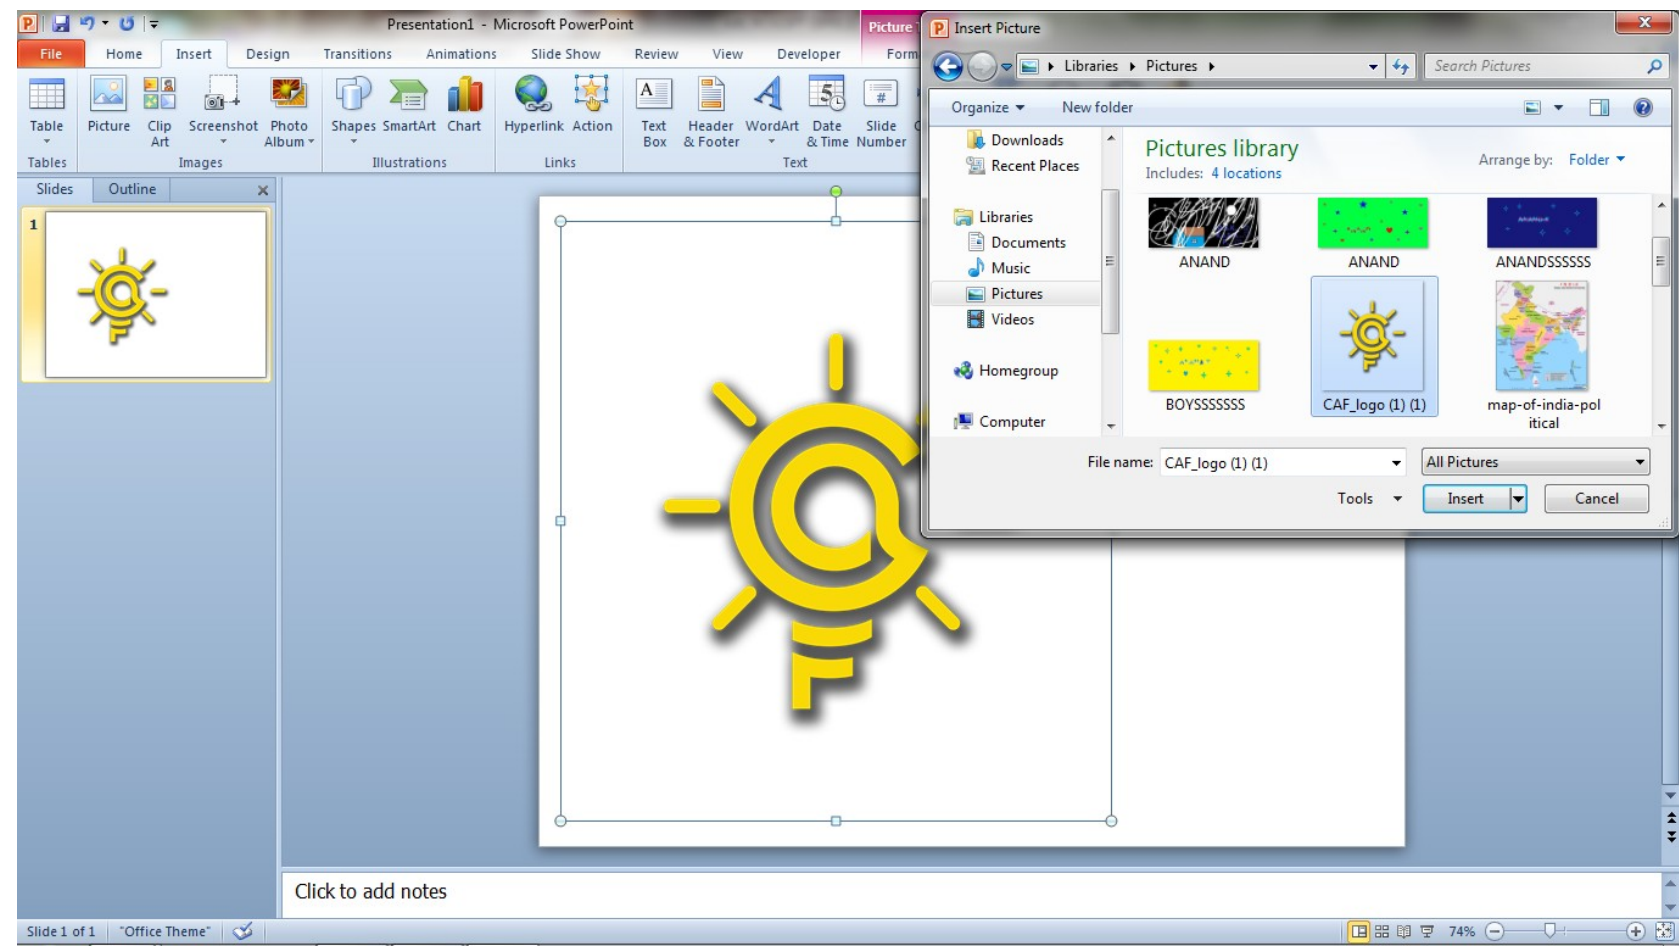 Presentation1 - Microsoft PowerPoint
Picture
File Home Insert Design Transitions Animations Slide Show Review View Developer
Table Picture Clip Art Screenshot Photo Album Shapes SmartArt Chart Hyperlink Action Text Box Header & Footer WordArt Date & Time Slide Number
Tables Images Illustrations Links Text
Slides Outline
1
Insert Picture
Libraries Pictures
Search Pictures
Organize New folder
Downloads
Recent Places
Libraries
Documents
Music
Pictures
Videos
Homegroup
Computer
Pictures library
Includes: 4 locations
Arrange by: Folder
ANAND ANAND ANANDSSSSSS
BOYSSSSSSS CAF_logo (1) (1) map-of-india-pol
itical
File name: CAF_logo (1) (1) All Pictures
Tools Insert Cancel
Click to add notes
Slide 1 of 1 "Office Theme" 74%